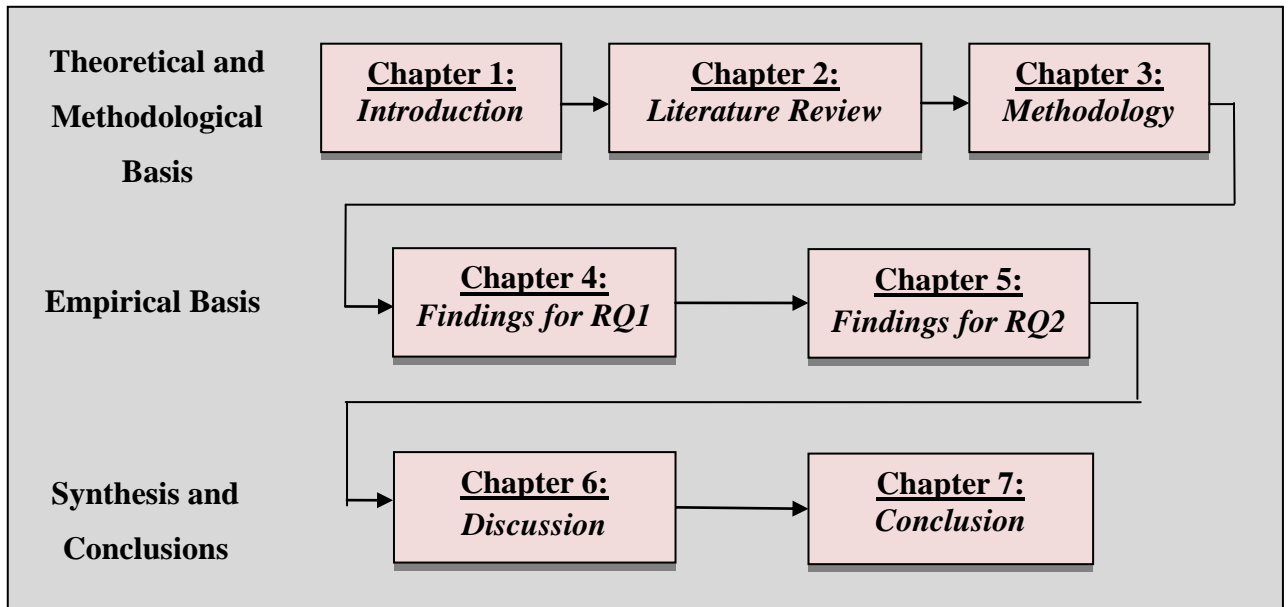 Theoretical and
Methodological
Basis
Chapter 1:
Introduction
Chapter 2:
Literature Review
Chapter 3:
Methodology
Empirical Basis
Chapter 4:
Findings for RQ1
Chapter 5:
Findings for RQ2
Synthesis and
Conclusions
Chapter 6:
Discussion
Chapter 7:
Conclusion